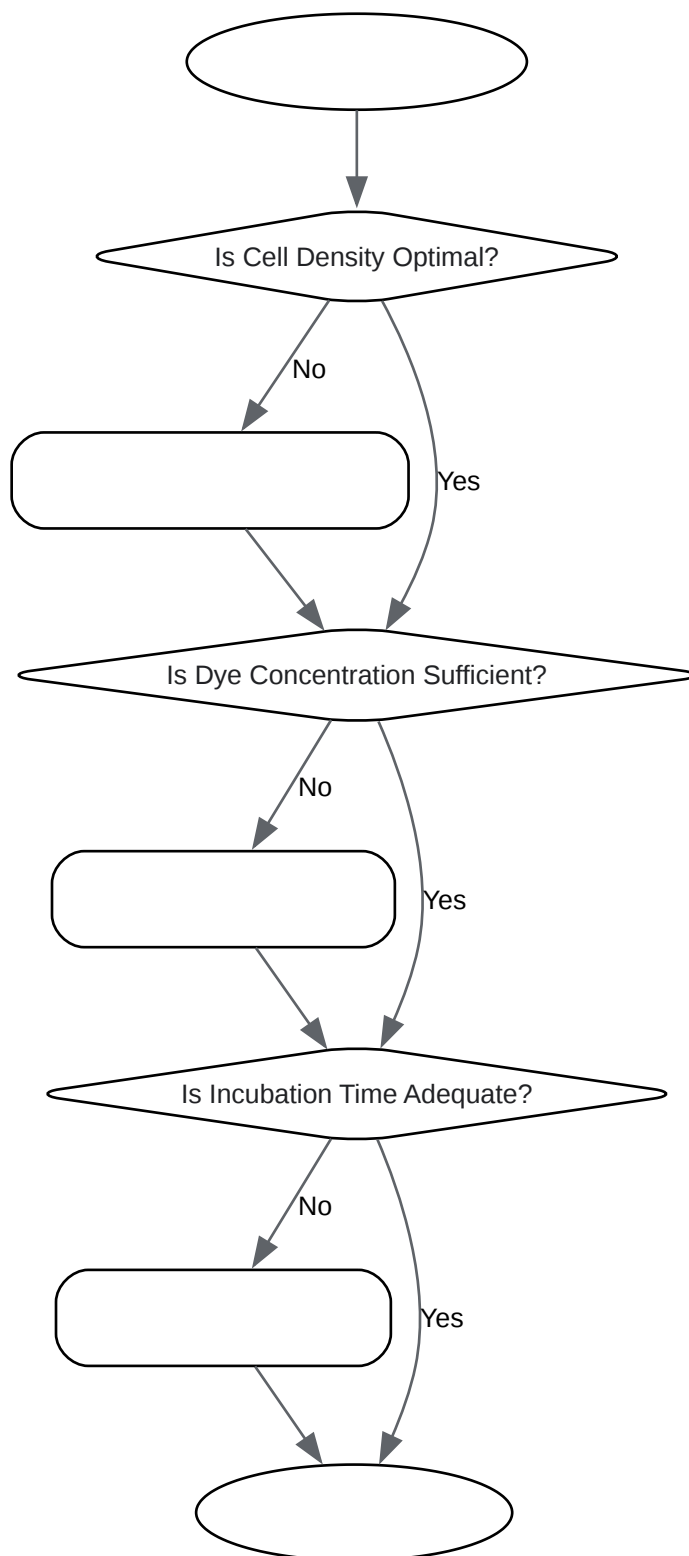 Is Cell Density Optimal?
No
Yes
Is Dye Concentration Sufficient?
No
Yes
Is Incubation Time Adequate?
No
Yes